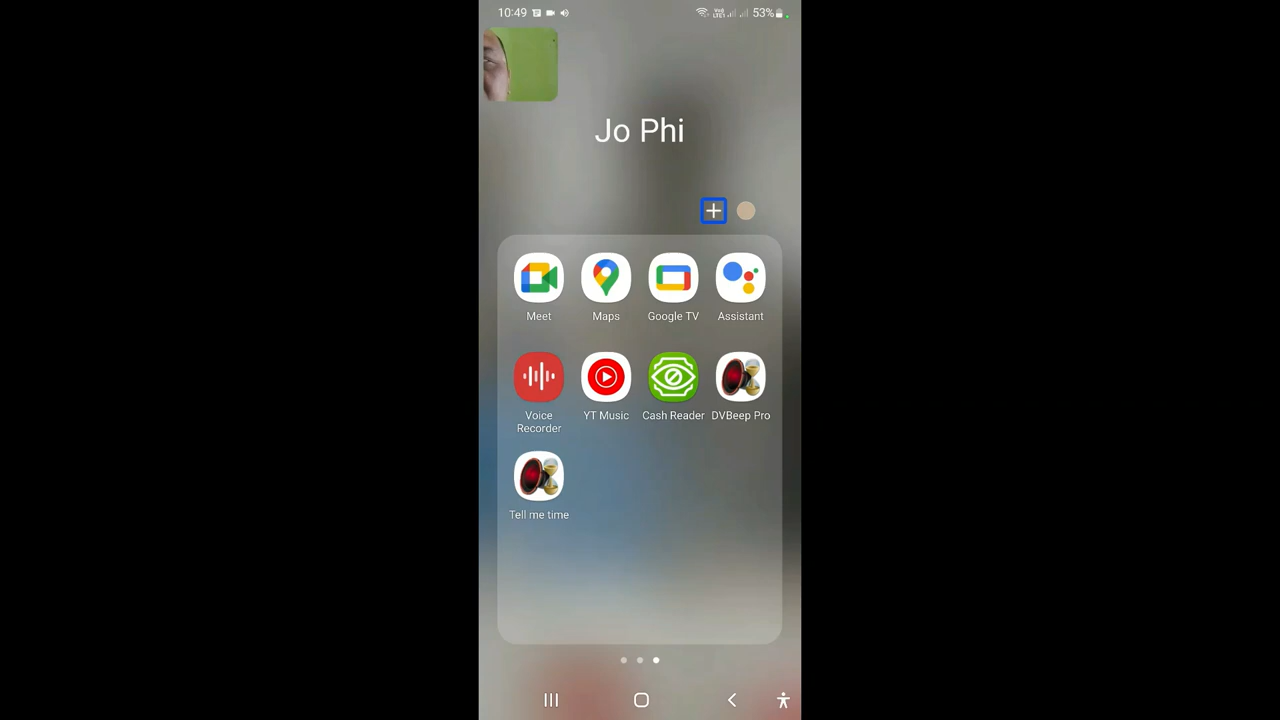 10:49 53%
Jo Phi
Meet Maps Google TV Assistant
Voice Recorder YT Music Cash Reader DVBeep Pro
Tell me time